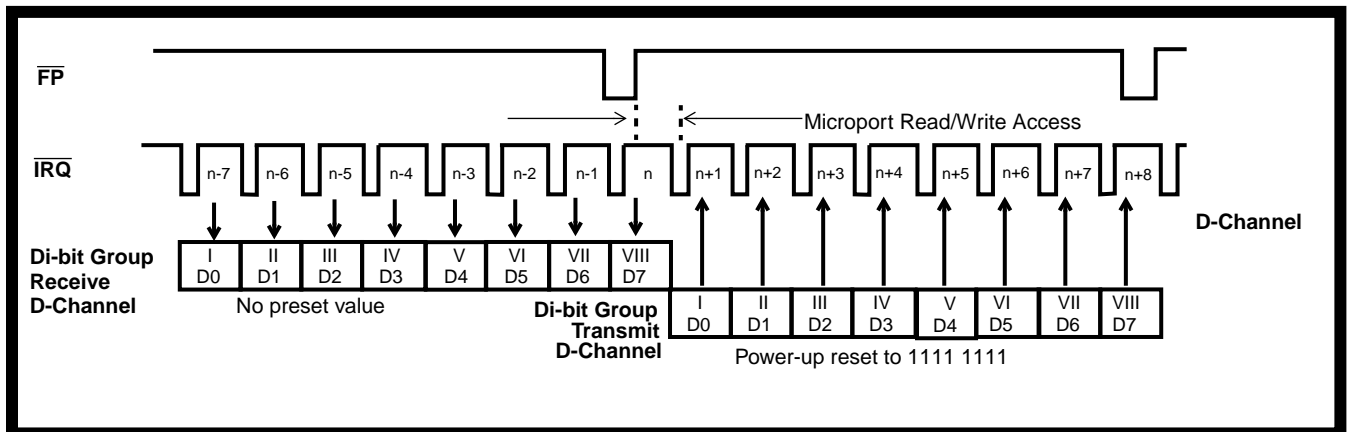 FP
Microport Read/Write Access
IRQ
n-7 n-6 n-5 n-4 n-3 n-2 n-1 n n+1 n+2 n+3 n+4 n+5 n+6 n+7 n+8
D-Channel
Di-bit Group
Receive
D-Channel
I II III IV V VI VII VIII
D0 D1 D2 D3 D4 D5 D6 D7
No preset value
Di-bit Group
Transmit
D-Channel
I II III IV V VI VII VIII
D0 D1 D2 D3 D4 D5 D6 D7
Power-up reset to 1111 1111